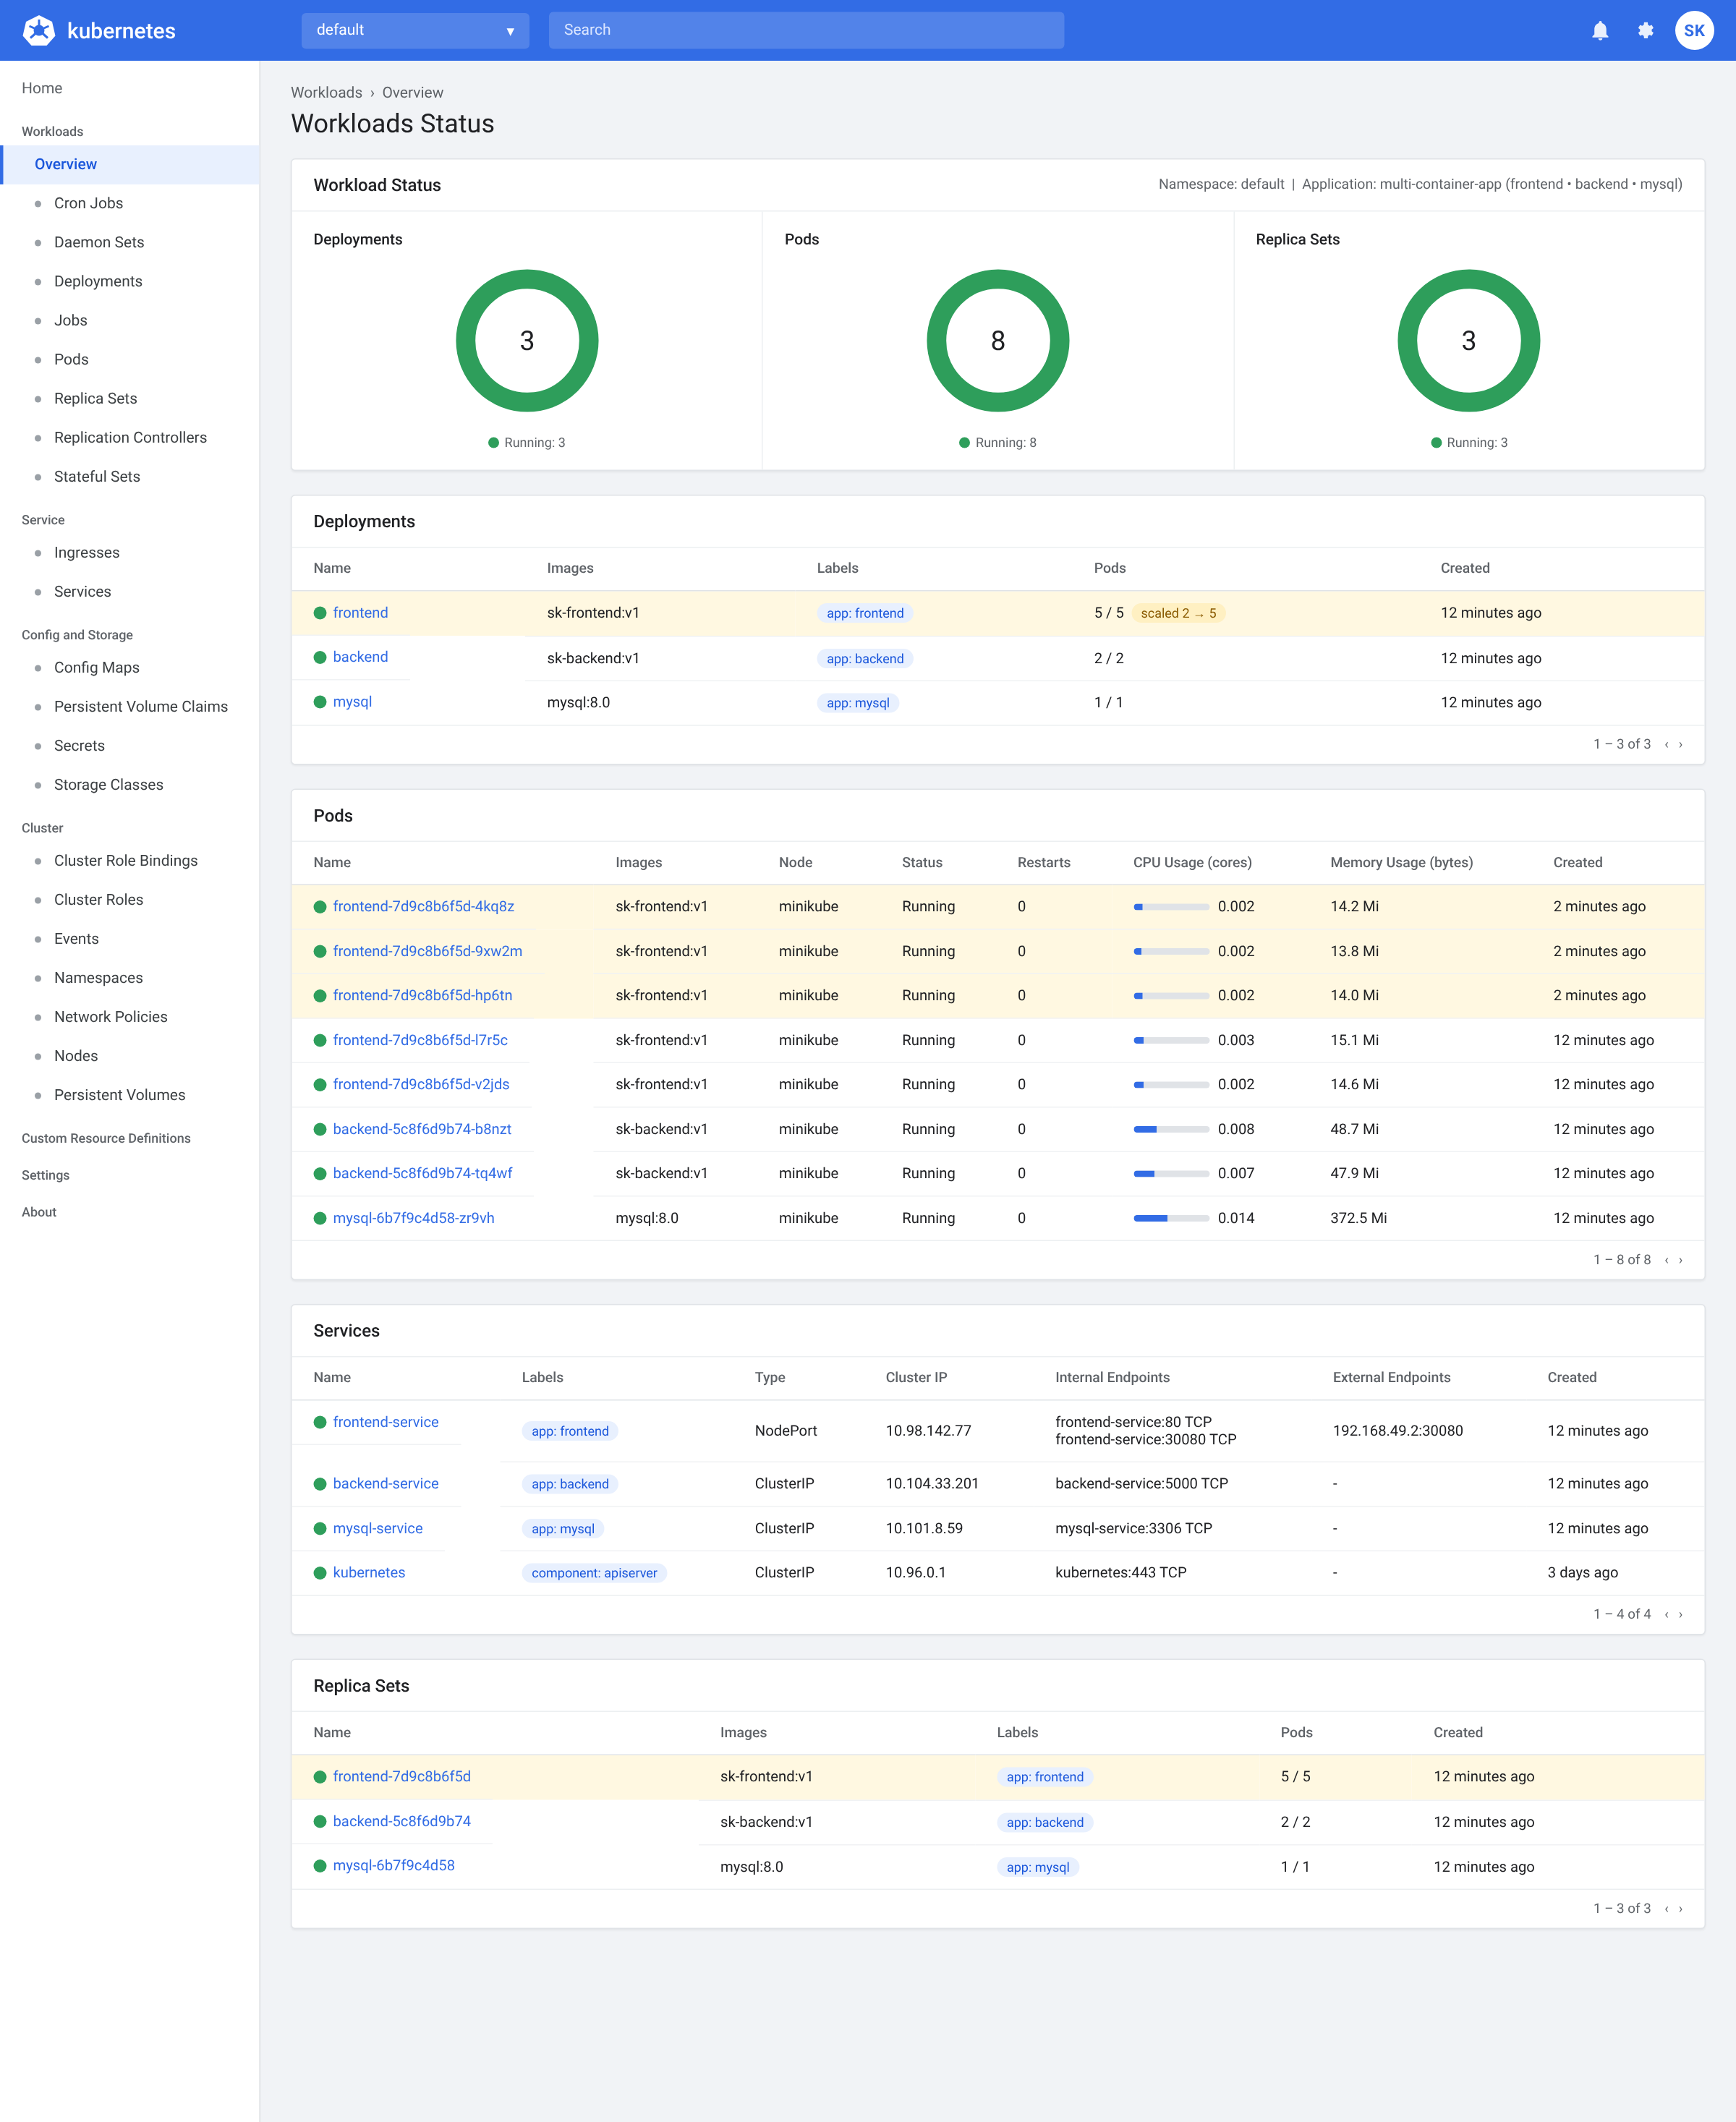 kubernetes
default ▾
Search
SK
Home
Workloads
Overview
Cron Jobs
Daemon Sets
Deployments
Jobs
Pods
Replica Sets
Replication Controllers
Stateful Sets
Service
Ingresses
Services
Config and Storage
Config Maps
Persistent Volume Claims
Secrets
Storage Classes
Cluster
Cluster Role Bindings
Cluster Roles
Events
Namespaces
Network Policies
Nodes
Persistent Volumes
Custom Resource Definitions
Settings
About
Workloads › Overview
Workloads Status
Workload Status
Namespace: default | Application: multi-container-app (frontend • backend • mysql)
Deployments
3
Running: 3
Pods
8
Running: 8
Replica Sets
3
Running: 3
Deployments
Name Images Labels Pods Created
frontend sk-frontend:v1 app: frontend 5 / 5 scaled 2 → 5 12 minutes ago
backend sk-backend:v1 app: backend 2 / 2 12 minutes ago
mysql mysql:8.0 app: mysql 1 / 1 12 minutes ago
1 – 3 of 3 ‹ ›
Pods
Name Images Node Status Restarts CPU Usage (cores) Memory Usage (bytes) Created
frontend-7d9c8b6f5d-4kq8z sk-frontend:v1 minikube Running 0 0.002 14.2 Mi 2 minutes ago
frontend-7d9c8b6f5d-9xw2m sk-frontend:v1 minikube Running 0 0.002 13.8 Mi 2 minutes ago
frontend-7d9c8b6f5d-hp6tn sk-frontend:v1 minikube Running 0 0.002 14.0 Mi 2 minutes ago
frontend-7d9c8b6f5d-l7r5c sk-frontend:v1 minikube Running 0 0.003 15.1 Mi 12 minutes ago
frontend-7d9c8b6f5d-v2jds sk-frontend:v1 minikube Running 0 0.002 14.6 Mi 12 minutes ago
backend-5c8f6d9b74-b8nzt sk-backend:v1 minikube Running 0 0.008 48.7 Mi 12 minutes ago
backend-5c8f6d9b74-tq4wf sk-backend:v1 minikube Running 0 0.007 47.9 Mi 12 minutes ago
mysql-6b7f9c4d58-zr9vh mysql:8.0 minikube Running 0 0.014 372.5 Mi 12 minutes ago
1 – 8 of 8 ‹ ›
Services
Name Labels Type Cluster IP Internal Endpoints External Endpoints Created
frontend-service app: frontend NodePort 10.98.142.77 frontend-service:80 TCP 192.168.49.2:30080 12 minutes ago
frontend-service:30080 TCP
backend-service app: backend ClusterIP 10.104.33.201 backend-service:5000 TCP - 12 minutes ago
mysql-service app: mysql ClusterIP 10.101.8.59 mysql-service:3306 TCP - 12 minutes ago
kubernetes component: apiserver ClusterIP 10.96.0.1 kubernetes:443 TCP - 3 days ago
1 – 4 of 4 ‹ ›
Replica Sets
Name Images Labels Pods Created
frontend-7d9c8b6f5d sk-frontend:v1 app: frontend 5 / 5 12 minutes ago
backend-5c8f6d9b74 sk-backend:v1 app: backend 2 / 2 12 minutes ago
mysql-6b7f9c4d58 mysql:8.0 app: mysql 1 / 1 12 minutes ago
1 – 3 of 3 ‹ ›